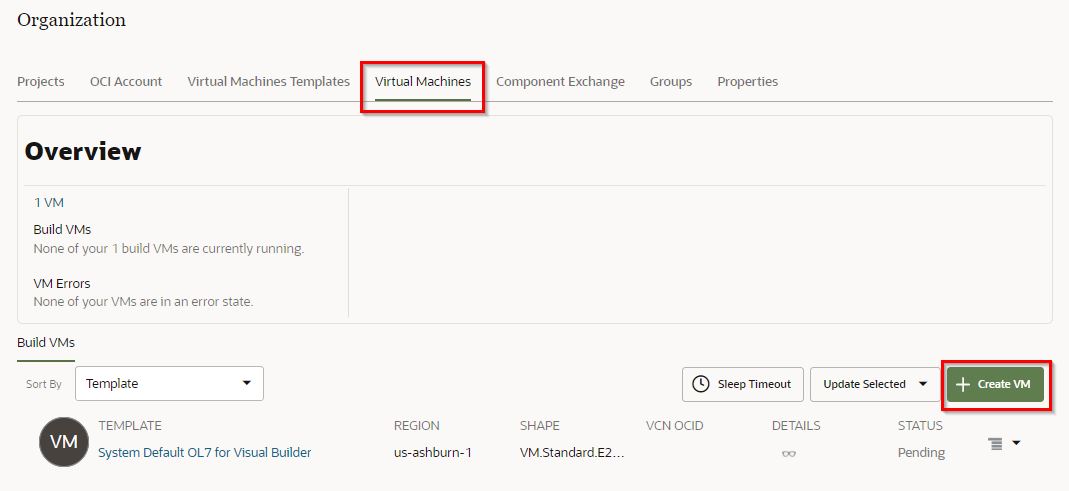 Organization
Projects OCI Account Virtual Machines Templates Virtual Machines Component Exchange Groups Properties
Overview
1 VM
Build VMs
None of your 1 build VMs are currently running.
VM Errors
None of your VMs are in an error state.
Build VMs
Sort By Template Sleep Timeout Update Selected Create VM
TEMPLATE REGION SHAPE VCN OCID DETAILS STATUS
VM System Default OL7 for Visual Builder us-ashburn-1 VM.Standard.E2... Pending